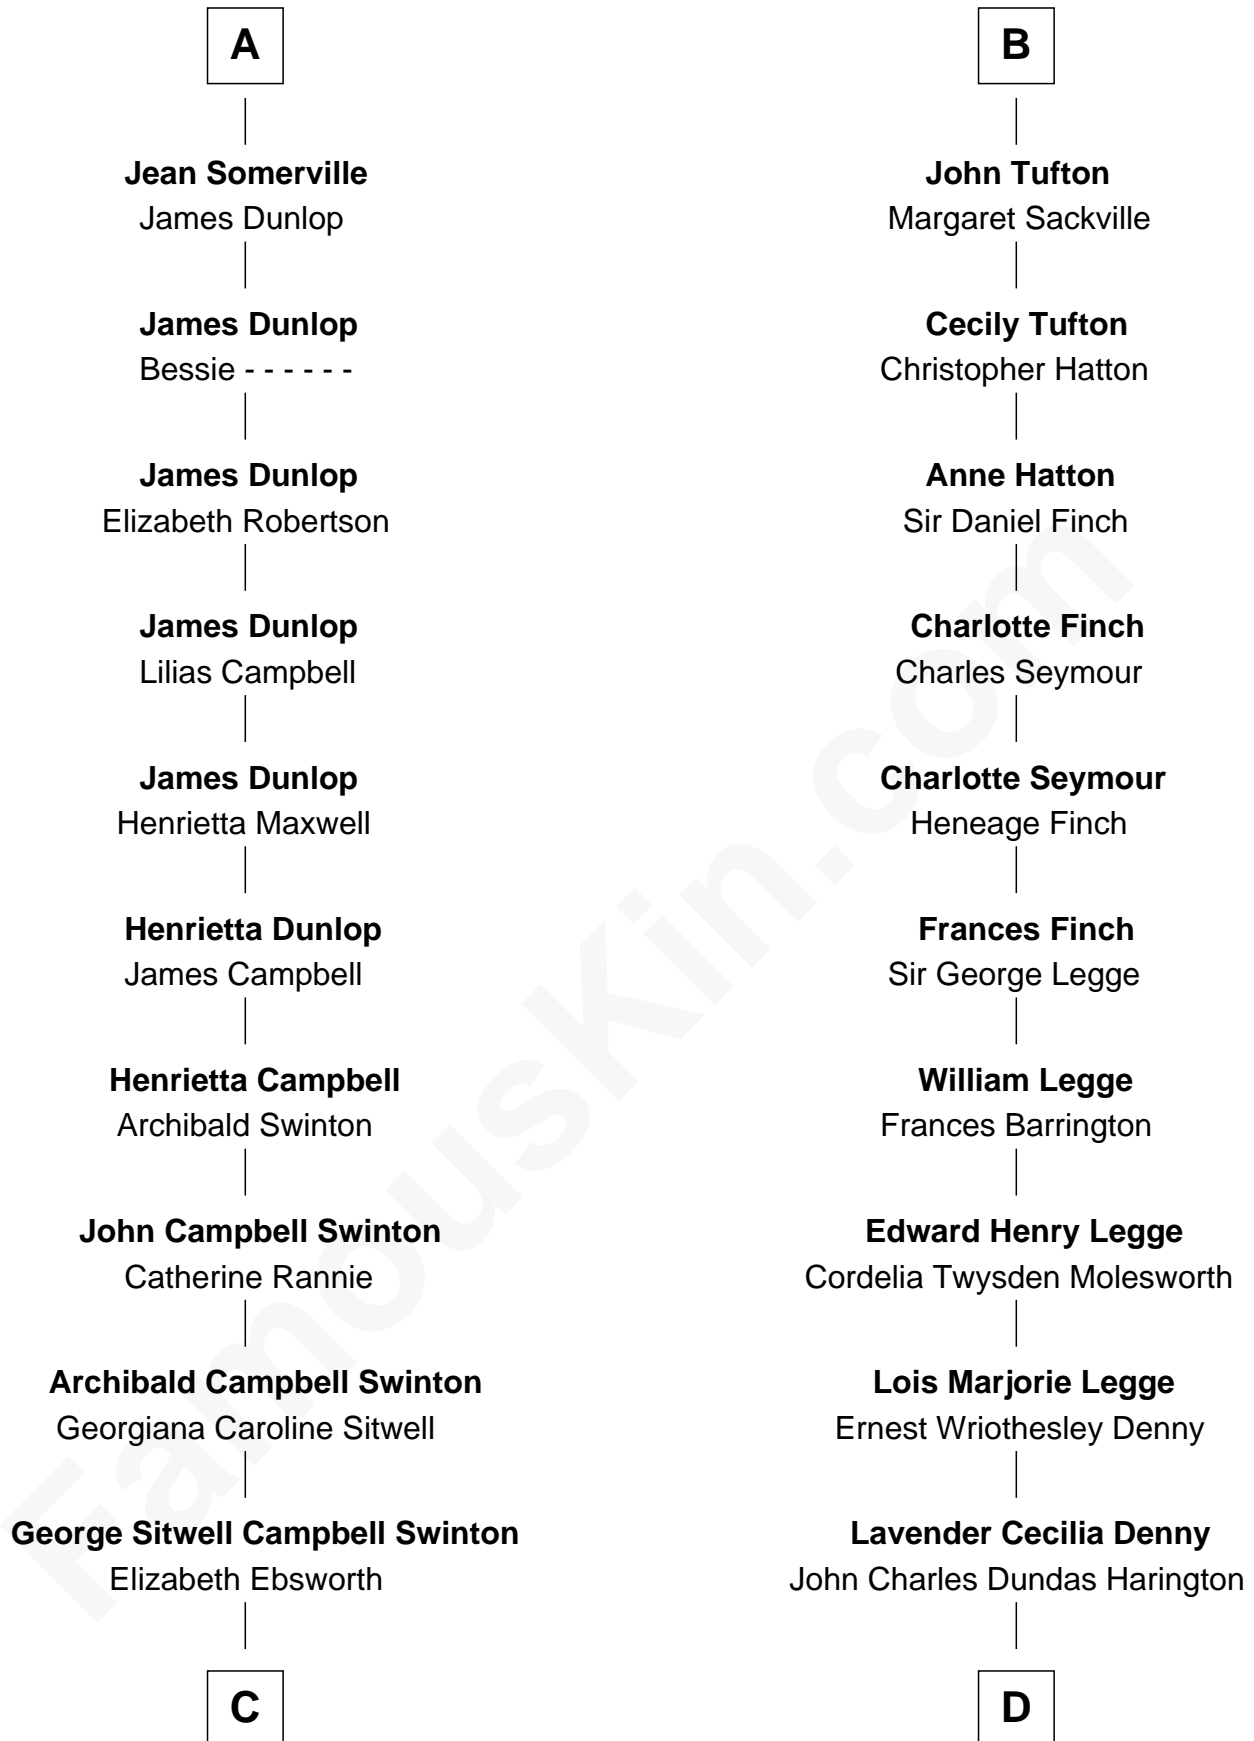 A
Jean Somerville
James Dunlop
James Dunlop
Bessie - - - - - -
James Dunlop
Elizabeth Robertson
James Dunlop
Lilias Campbell
James Dunlop
Henrietta Maxwell
Henrietta Dunlop
James Campbell
Henrietta Campbell
Archibald Swinton
John Campbell Swinton
Catherine Rannie
Archibald Campbell Swinton
Georgiana Caroline Sitwell
George Sitwell Campbell Swinton
Elizabeth Ebsworth
C
B
John Tufton
Margaret Sackville
Cecily Tufton
Christopher Hatton
Anne Hatton
Sir Daniel Finch
Charlotte Finch
Charles Seymour
Charlotte Seymour
Heneage Finch
Frances Finch
Sir George Legge
William Legge
Frances Barrington
Edward Henry Legge
Cordelia Twysden Molesworth
Lois Marjorie Legge
Ernest Wriothesley Denny
Lavender Cecilia Denny
John Charles Dundas Harington
D
FamousKin.com